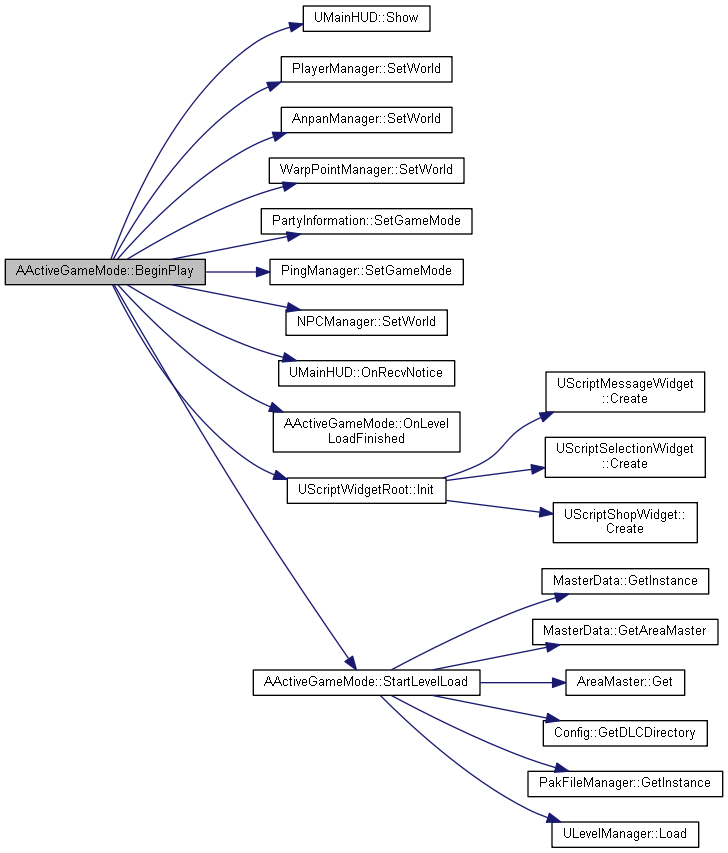 UMainHUD::Show
PlayerManager::SetWorld
AnpanManager::SetWorld
WarpPointManager::SetWorld
PartyInformation::SetGameMode
AActiveGameMode::BeginPlay
PingManager::SetGameMode
NPCManager::SetWorld
UMainHUD::OnRecvNotice
AActiveGameMode::OnLevel
LoadFinished
UScriptWidgetRoot::Init
UScriptMessageWidget
::Create
UScriptSelectionWidget
::Create
UScriptShopWidget::
Create
AActiveGameMode::StartLevelLoad
MasterData::GetInstance
MasterData::GetAreaMaster
AreaMaster::Get
Config::GetDLCDirectory
PakFileManager::GetInstance
ULevelManager::Load